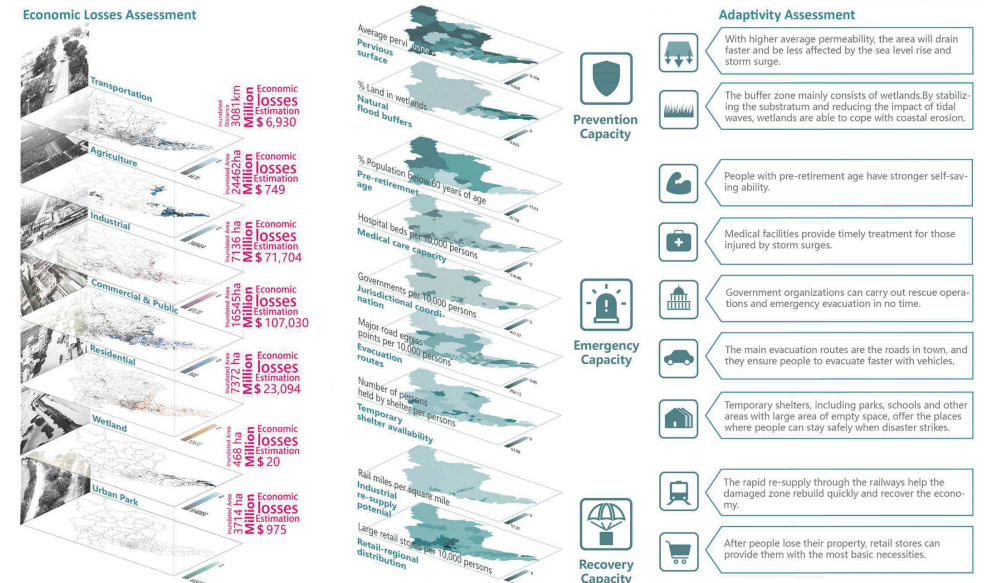 Economic Losses Assessment
Transportation
Inundated
Distance
3081km
Economic
losses
Estimation
Million
$ 6,930
Agriculture
Inundated Area
24462ha
Economic
losses
Estimation
Million
$ 749
Industrial
Inundated Area
7136 ha
Economic
losses
Estimation
Million
$ 71,704
Commercial & Public
Inundated Area
15545ha
Economic
losses
Estimation
Million
$ 107,030
Residential
Inundated Area
7372 ha
Economic
losses
Estimation
Million
$ 23,094
Wetland
Inundated Area
468 ha
Economic
losses
Estimation
Million
$ 20
Urban Park
Inundated Area
3714 ha
Economic
losses
Estimation
Million
$ 975
Average pervi
Pervious
surface
% Land in wetlands
Natural
flood buffers
% Population below 60 years of age
Pre-retiremnet
age
Hospital beds per 10,000 persons
Medical care capacity
Governments per 10,000 persons
Jurisdictional coordi-
nation
Major road egress
points per 10,000 persons
Evacuation
routes
Number of persons
held by shelter per persons
Temporary
shelter availability
Rail miles per square mile
Industrial
re-supply
potenial
Large retail stores per 10,000 persons
Retail-regional
distribution
Prevention
Capacity
Emergency
Capacity
Recovery
Capacity
Adaptivity Assessment
With higher average permeability, the area will drain
faster and be less affected by the sea level rise and
storm surge.
The buffer zone mainly consists of wetlands.By stabiliz-
ing the substratum and reducing the impact of tidal
waves, wetlands are able to cope with coastal erosion.
People with pre-retirement age have stronger self-sav-
ing ability.
Medical facilities provide timely treatment for those
injured by storm surges.
Government organizations can carry out rescue opera-
tions and emergency evacuation in no time.
The main evacuation routes are the roads in town, and
they ensure people to evacuate faster with vehicles.
Temporary shelters, including parks, schools and other
areas with large area of empty space, offer the places
where people can stay safely when disaster strikes.
The rapid re-supply through the railways help the
damaged zone rebuild quickly and recover the econo-
my.
After people lose their property, retail stores can
provide them with the most basic necessities.